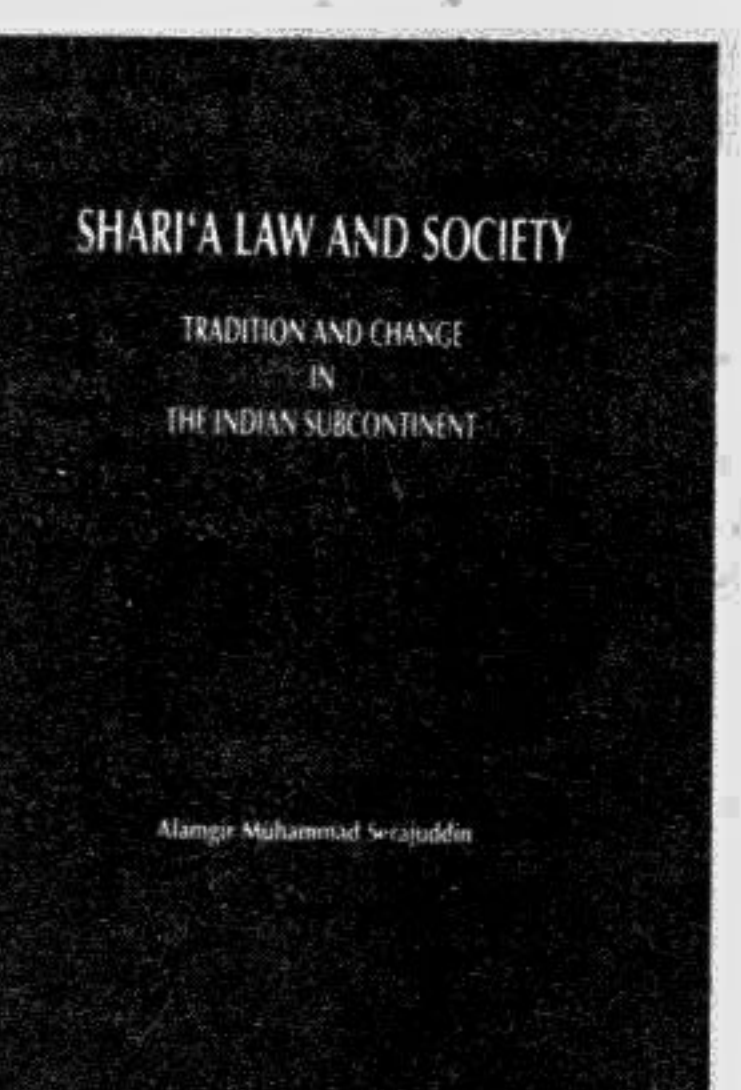 SHARI‘A LAW AND SOCIETY
TRADITION AND CHANGE
IN
THE INDIAN SUBCONTINENT
Alamgir Muhammad Serajuddin